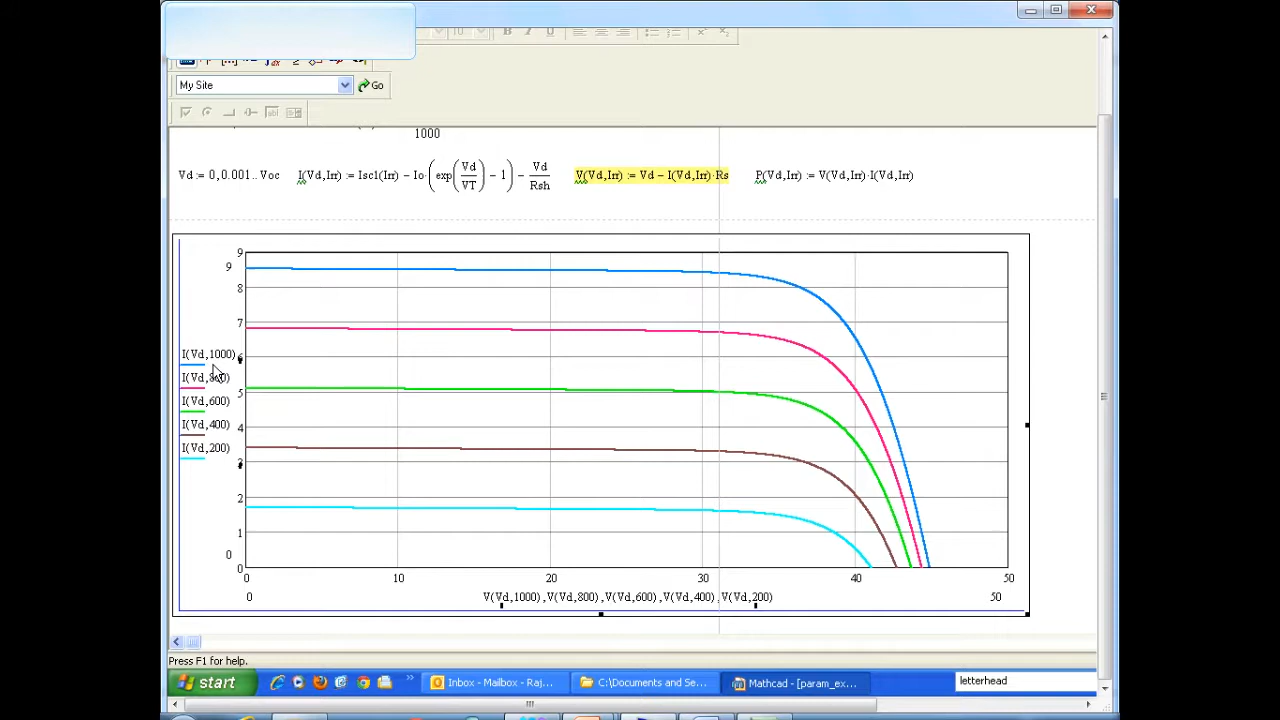 10
B I U
My Site
Go
1000
Vd := 0,0.001.. Voc I(Vd,Irr) := Isc1(Irr) − Io·(exp(Vd/VT) − 1) − Vd/Rsh V(Vd,Irr) := Vd − I(Vd,Irr)·Rs P(Vd,Irr) := V(Vd,Irr)·I(Vd,Irr)
9
9
8
7
I(Vd,1000)
6
I(Vd,800)
5
I(Vd,600)
I(Vd,400)
4
I(Vd,200)
3
2
1
0
0
0 10 20 30 40 50
0 V(Vd,1000),V(Vd,800),V(Vd,600),V(Vd,400),V(Vd,200) 50
Press F1 for help.
start
Inbox - Mailbox - Raj...
C:\Documents and Se...
Mathcad - [param_ex...
letterhead